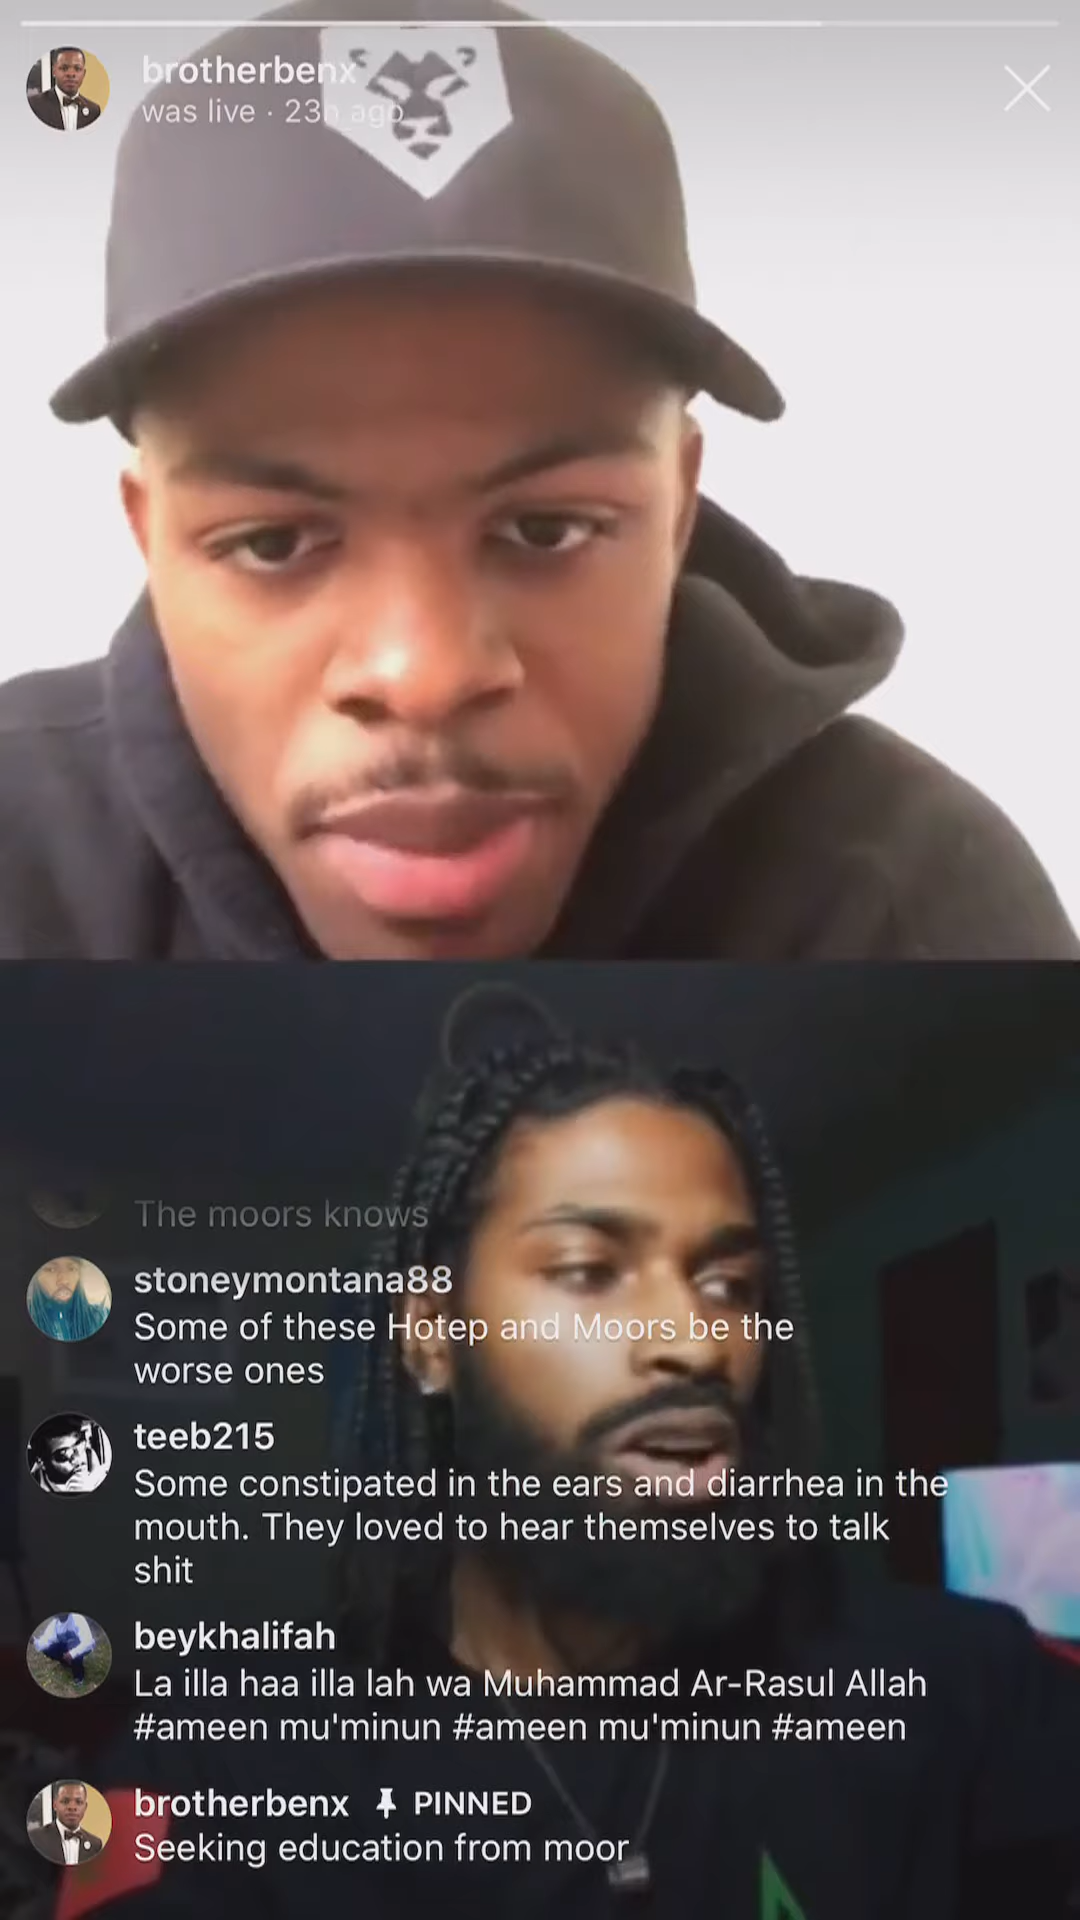 brotherbenx
was live · 23h ago
The moors knows
stoneymontana88
Some of these Hotep and Moors be the
worse ones
teeb215
Some constipated in the ears and diarrhea in the
mouth. They loved to hear themselves to talk
shit
beykhalifah
La illa haa illa lah wa Muhammad Ar-Rasul Allah
#ameen mu'minun #ameen mu'minun #ameen
brotherbenx PINNED
Seeking education from moor